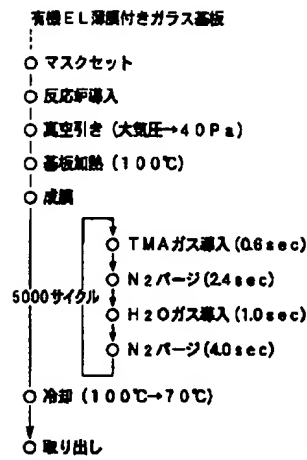 有機EL薄膜付きガラス基板
マスクセット
反応炉導入
真空引き(大気圧→40Pa)
基板加熱(100℃)
成膜
TMAガス導入(0.6sec)
N2パージ(2.4sec)
5000サイクル
H2Oガス導入(1.0sec)
N2パージ(4.0sec)
冷却(100℃→70℃)
取り出し